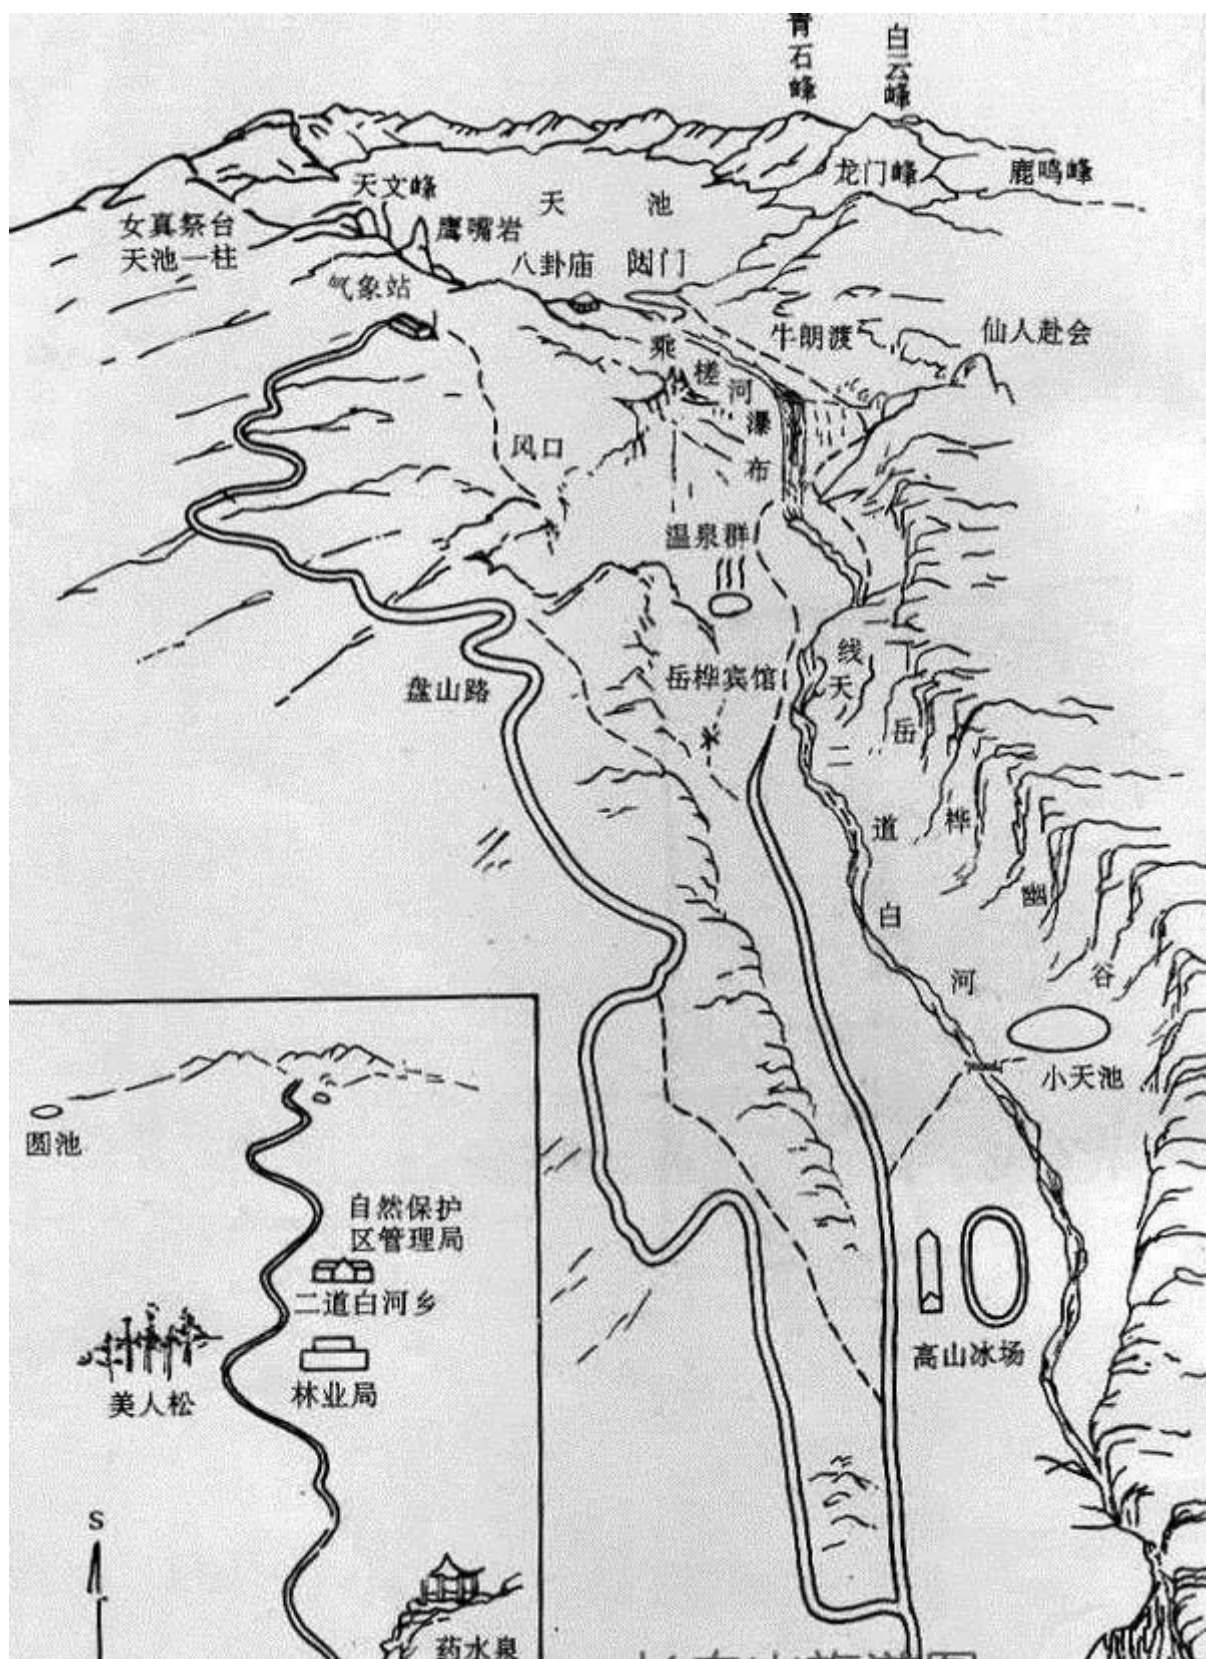 青石峰
白云峰
龙门峰
鹿鸣峰
天文峰
天池
女真祭台
天池一柱
鹰嘴岩
八卦庙
闼门
气象站
牛朗渡
仙人赴会
乘槎河
瀑布
风口
温泉群
岳桦宾馆
盘山路
一线天
二道白河
岳桦幽谷
小天池
高山冰场
圆池
自然保护
区管理局
二道白河乡
林业局
美人松
S
药水泉